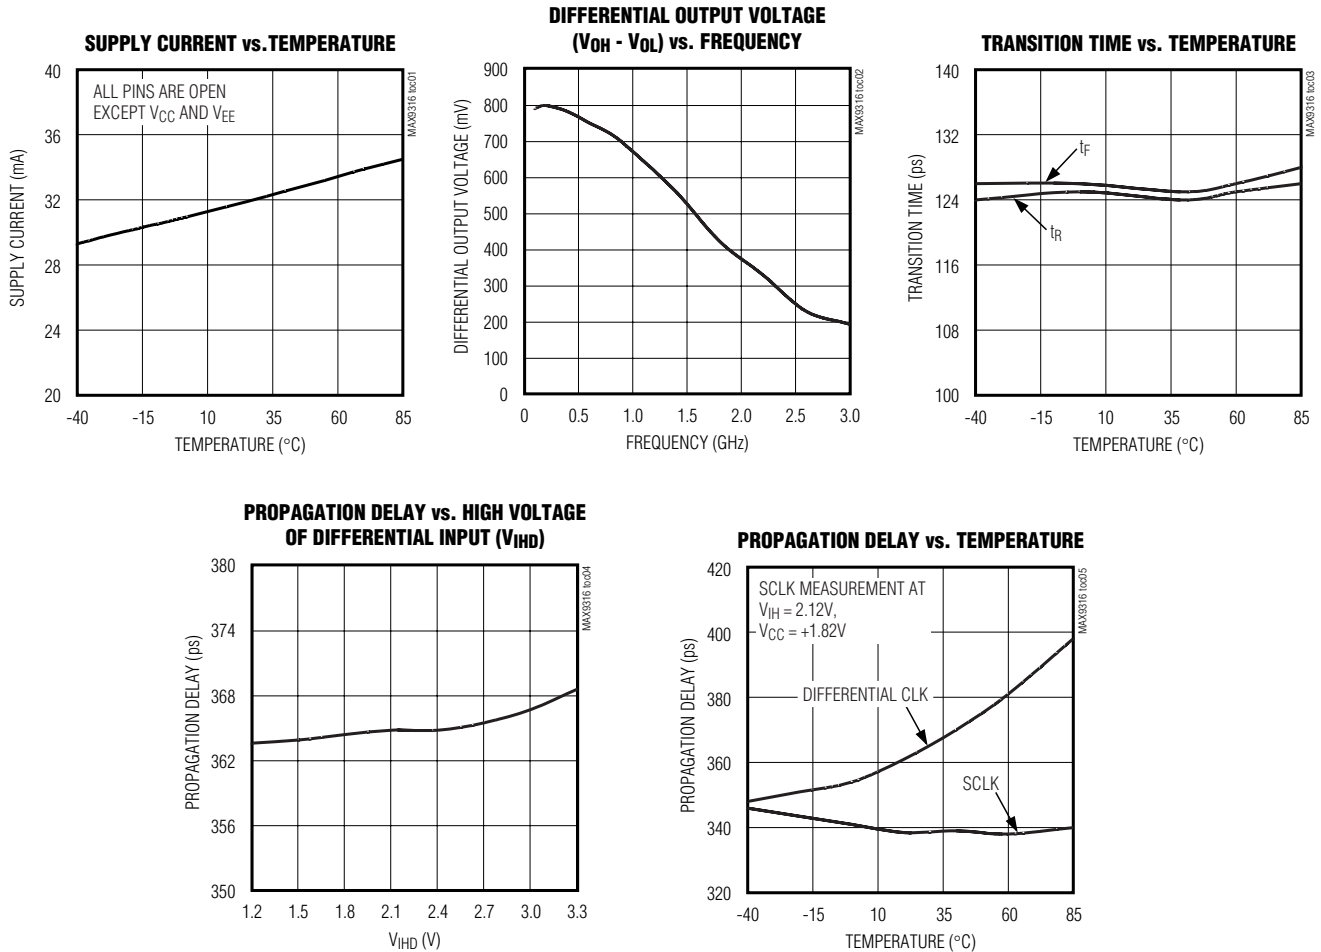 SUPPLY CURRENT vs.TEMPERATURE
40
36
32
28
24
20
-40 -15 10 35 60 85
TEMPERATURE (°C)
SUPPLY CURRENT (mA)
ALL PINS ARE OPEN
EXCEPT VCC AND VEE
MAX9316 toc01
DIFFERENTIAL OUTPUT VOLTAGE
(VOH - VOL) vs. FREQUENCY
900
800
700
600
500
400
300
200
100
0
0 0.5 1.0 1.5 2.0 2.5 3.0
FREQUENCY (GHz)
DIFFERENTIAL OUTPUT VOLTAGE (mV)
MAX9316 toc02
TRANSITION TIME vs. TEMPERATURE
140
132
124
116
108
100
-40 -15 10 35 60 85
TEMPERATURE (°C)
TRANSITION TIME (ps)
tF
tR
MAX9316 toc03
PROPAGATION DELAY vs. HIGH VOLTAGE
OF DIFFERENTIAL INPUT (VIHD)
380
374
368
362
356
350
1.2 1.5 1.8 2.1 2.4 2.7 3.0 3.3
VIHD (V)
PROPAGATION DELAY (ps)
MAX9316 toc04
PROPAGATION DELAY vs. TEMPERATURE
420
400
380
360
340
320
-40 -15 10 35 60 85
TEMPERATURE (°C)
PROPAGATION DELAY (ps)
SCLK MEASUREMENT AT
VIH = 2.12V,
VCC = +1.82V
DIFFERENTIAL CLK
SCLK
MAX9316 toc05